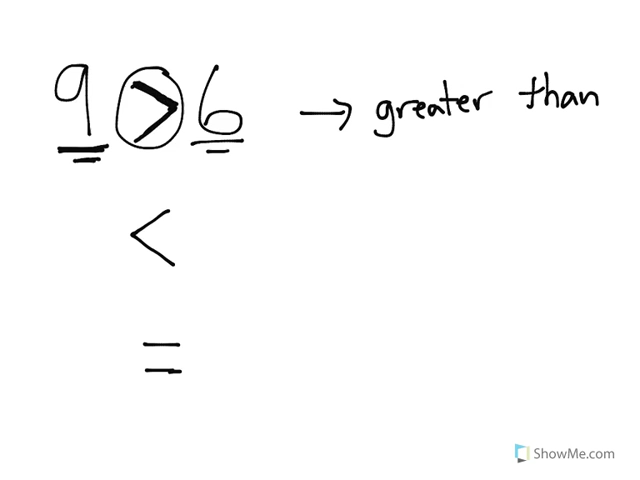 9 > 6 → greater than
<
=
ShowMe.com